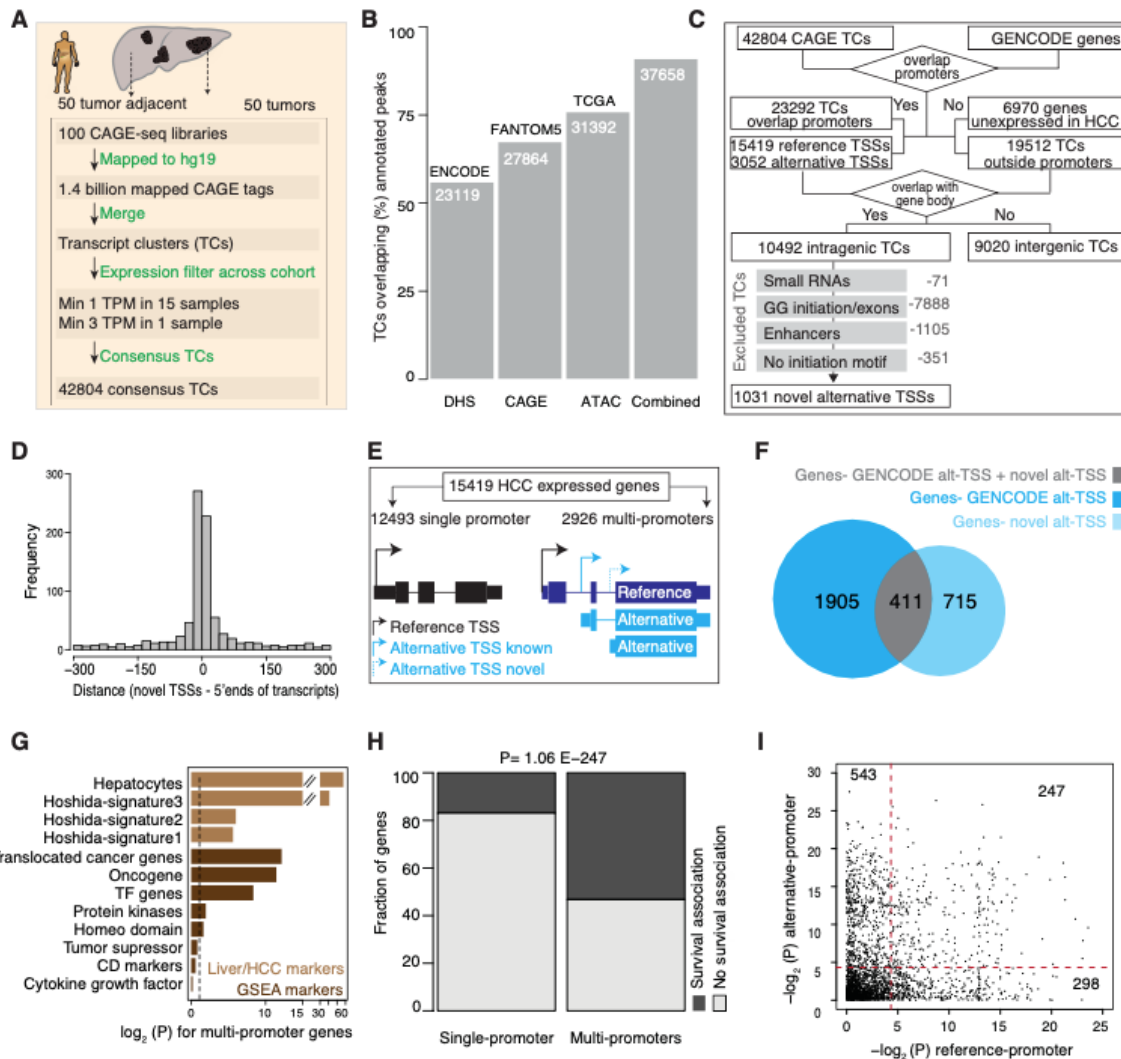 A
50 tumor adjacent
50 tumors
100 CAGE-seq libraries
Mapped to hg19
1.4 billion mapped CAGE tags
Merge
Transcript clusters (TCs)
Expression filter across cohort
Min 1 TPM in 15 samples
Min 3 TPM in 1 sample
Consensus TCs
42804 consensus TCs
B
TCs overlapping (%) annotated peaks
100
75
50
25
0
ENCODE
23119
FANTOM5
27864
TCGA
31392
37658
DHS
CAGE
ATAC
Combined
C
42804 CAGE TCs
GENCODE genes
overlap
promoters
Yes
No
23292 TCs
overlap promoters
6970 genes
unexpressed in HCC
15419 reference TSSs
3052 alternative TSSs
19512 TCs
outside promoters
overlap with
gene body
Yes
No
10492 intragenic TCs
9020 intergenic TCs
Excluded TCs
Small RNAs
-71
GG initiation/exons
-7888
Enhancers
-1105
No initiation motif
-351
1031 novel alternative TSSs
D
Frequency
300
200
100
0
−300
−150
0
150
300
Distance (novel TSSs - 5'ends of transcripts)
E
15419 HCC expressed genes
12493 single promoter
2926 multi-promoters
Reference
Alternative
Alternative
Reference TSS
Alternative TSS known
Alternative TSS novel
F
Genes- GENCODE alt-TSS + novel alt-TSS
Genes- GENCODE alt-TSS
Genes- novel alt-TSS
1905
411
715
G
Hepatocytes
Hoshida-signature3
Hoshida-signature2
Hoshida-signature1
ranslocated cancer genes
Oncogene
TF genes
Protein kinases
Homeo domain
Tumor supressor
CD markers
Cytokine growth factor
Liver/HCC markers
GSEA markers
0
10
15
30
60
log2 (P) for multi-promoter genes
H
P= 1.06 E−247
Fraction of genes
100
80
60
40
20
0
Single-promoter
Multi-promoters
Survival association
No survival association
I
543
247
298
−log2 (P) alternative-promoter
30
25
20
15
10
5
0
0
5
10
15
20
25
−log2 (P) reference-promoter